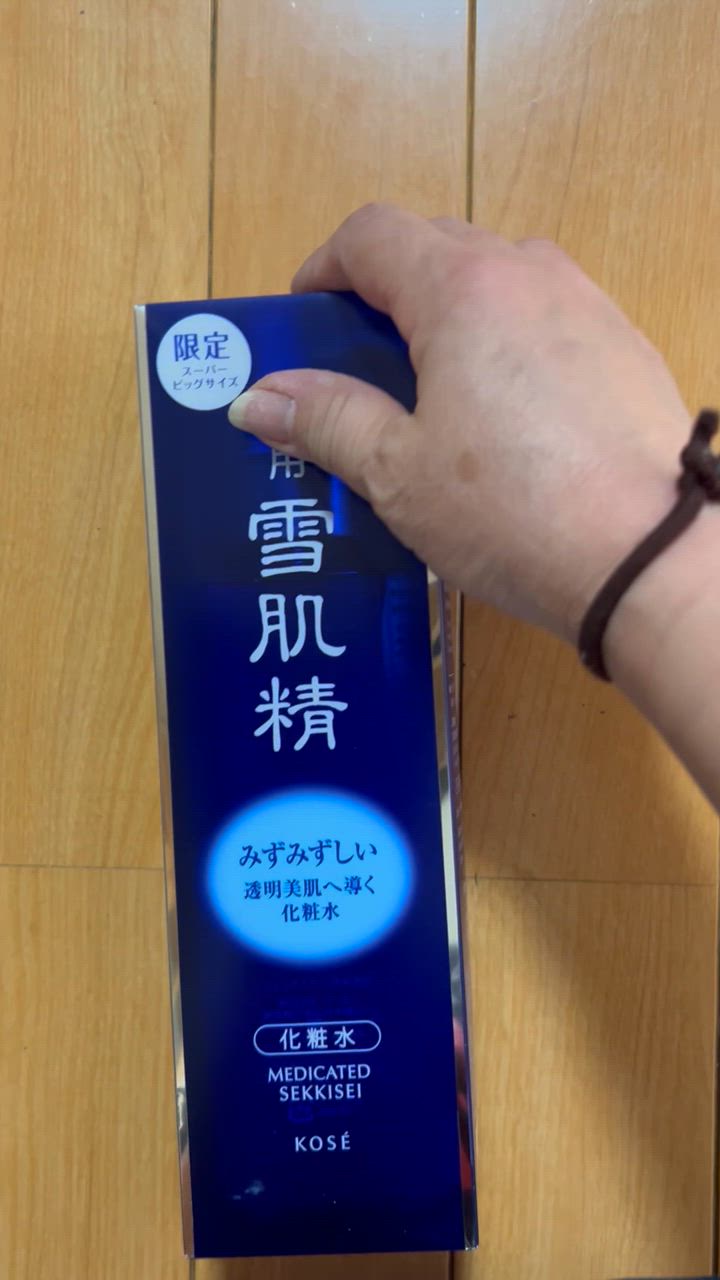 限定
スーパー
ビッグサイズ
用
雪
肌
精
みずみずしい
透明美肌へ導く
化粧水
化粧水
MEDICATED
SEKKISEI
KOSÉ